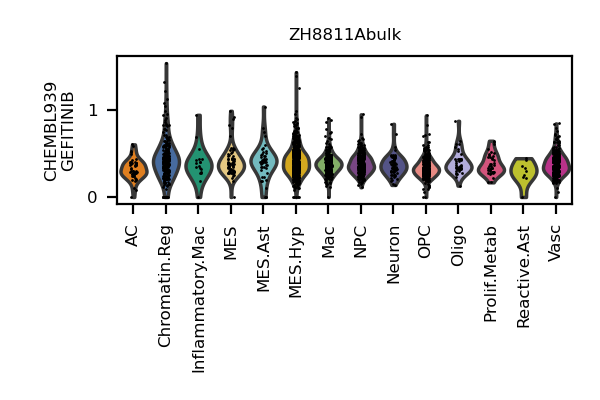 ZH8811Abulk
CHEMBL939
GEFITINIB
1
0
AC
Chromatin.Reg
Inflammatory.Mac
MES
MES.Ast
MES.Hyp
Mac
NPC
Neuron
OPC
Oligo
Prolif.Metab
Reactive.Ast
Vasc